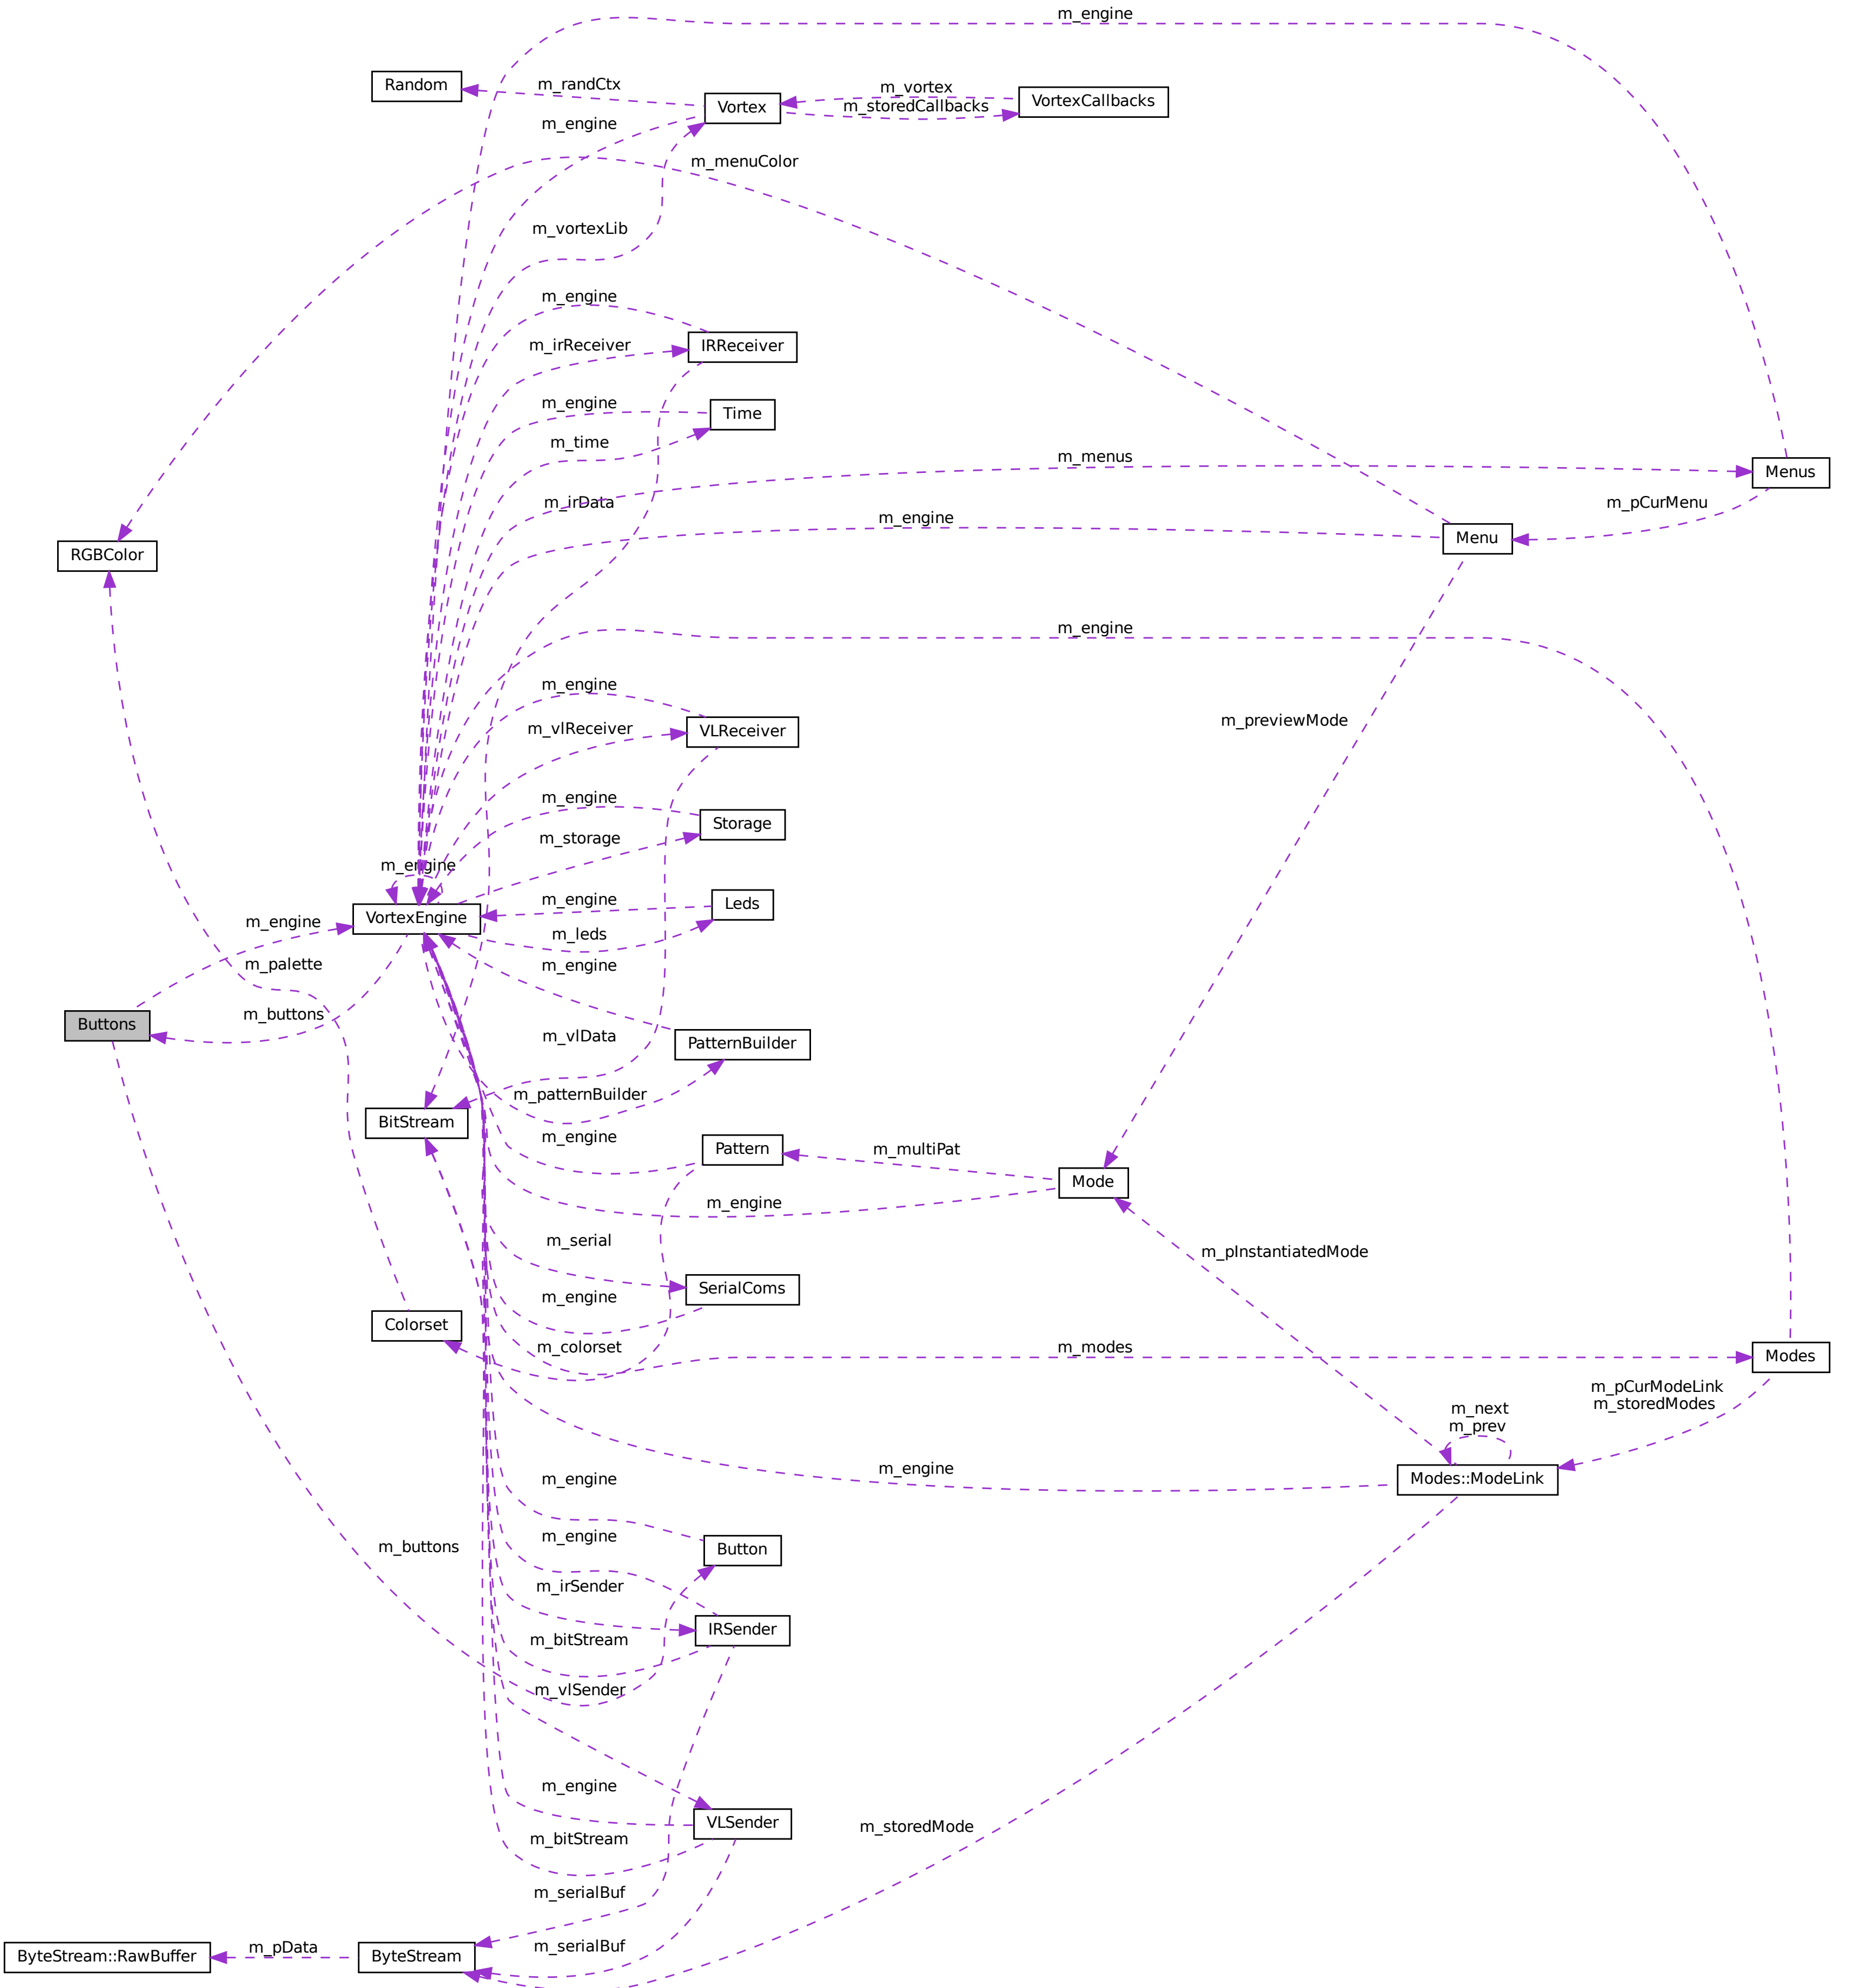 m_engine
Random
m_randCtx
m_vortex
VortexCallbacks
Vortex
m_storedCallbacks
m_engine
m_menuColor
m_vortexLib
m_engine
m_irReceiver
IRReceiver
m_engine
Time
m_time
m_menus
Menus
m_irData
m_pCurMenu
m_engine
Menu
RGBColor
m_engine
m_engine
m_previewMode
m_vlReceiver
VLReceiver
m_engine
Storage
m_storage
m_engine
m_engine
Leds
VortexEngine
m_engine
m_leds
m_palette
m_engine
m_buttons
Buttons
m_vlData
PatternBuilder
m_patternBuilder
BitStream
m_engine
Pattern
m_multiPat
Mode
m_engine
m_serial
m_pInstantiatedMode
SerialComs
m_engine
Colorset
m_colorset
m_modes
Modes
m_pCurModeLink
m_storedModes
m_next
m_prev
m_engine
Modes::ModeLink
m_engine
m_engine
m_buttons
Button
m_irSender
IRSender
m_bitStream
m_vlSender
m_engine
VLSender
m_storedMode
m_bitStream
m_serialBuf
m_serialBuf
m_pData
ByteStream::RawBuffer
ByteStream